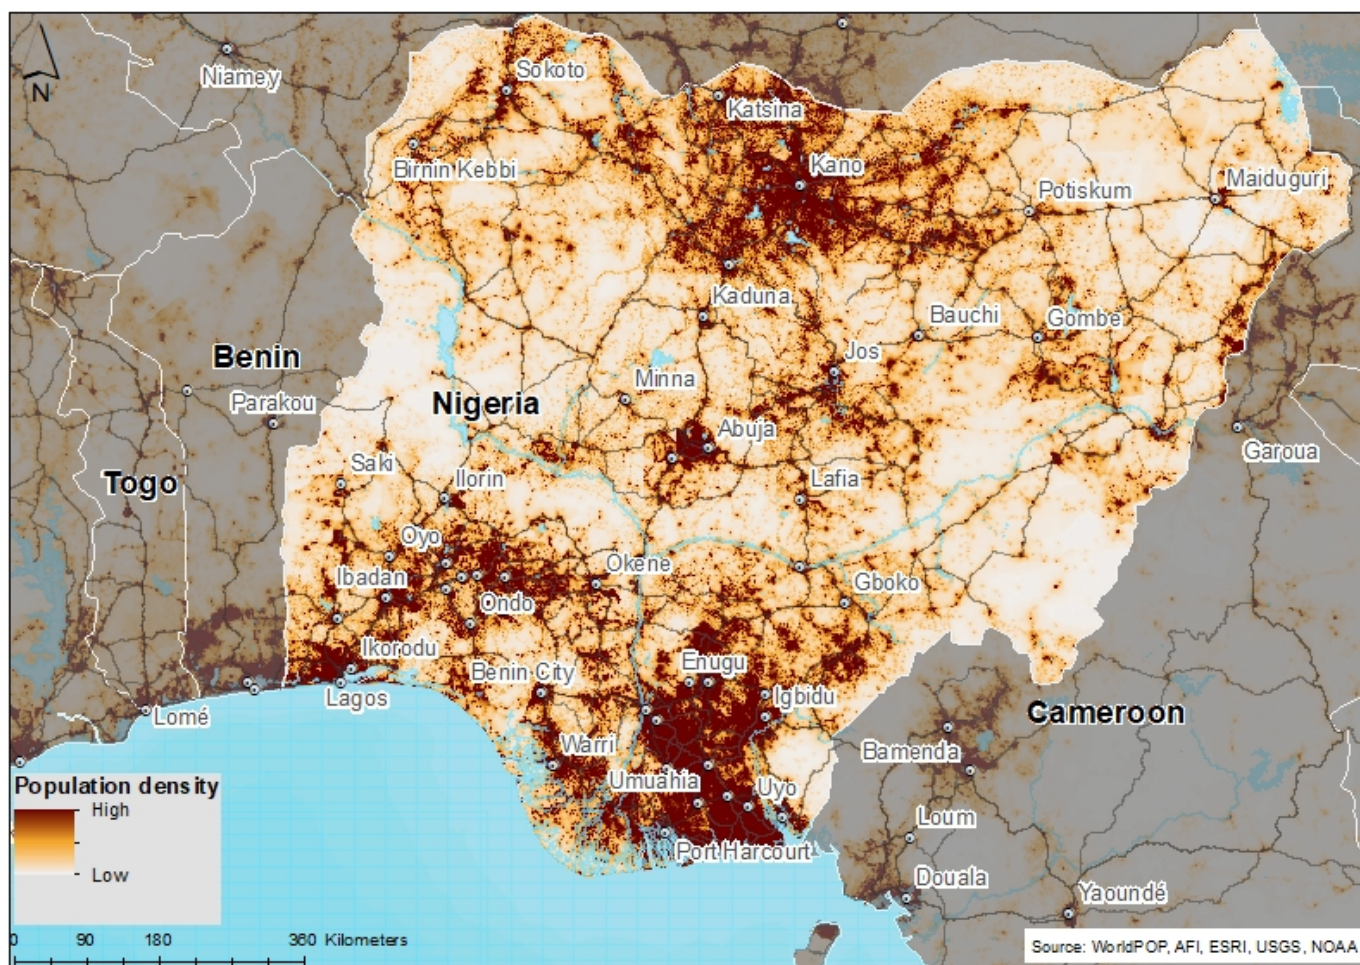 N
Niamey
Sokoto
Katsina
Birnin Kebbi
Kano
Potiskum
Maiduguri
Kaduna
Bauchi
Gombe
Jos
Benin
Minna
Nigeria
Parakou
Abuja
Garoua
Togo
Saki
Ilorin
Lafia
Oyo
Okene
Ibadan
Gboko
Ondo
Ikorodu
Benin City
Enugu
Igbidu
Lagos
Lomé
Cameroon
Warri
Bamenda
Umuahia
Uyo
Population density
High
Low
Loum
Port Harcourt
Douala
Yaoundé
0 90 180 360 Kilometers
Source: WorldPOP, AFI, ESRI, USGS, NOAA